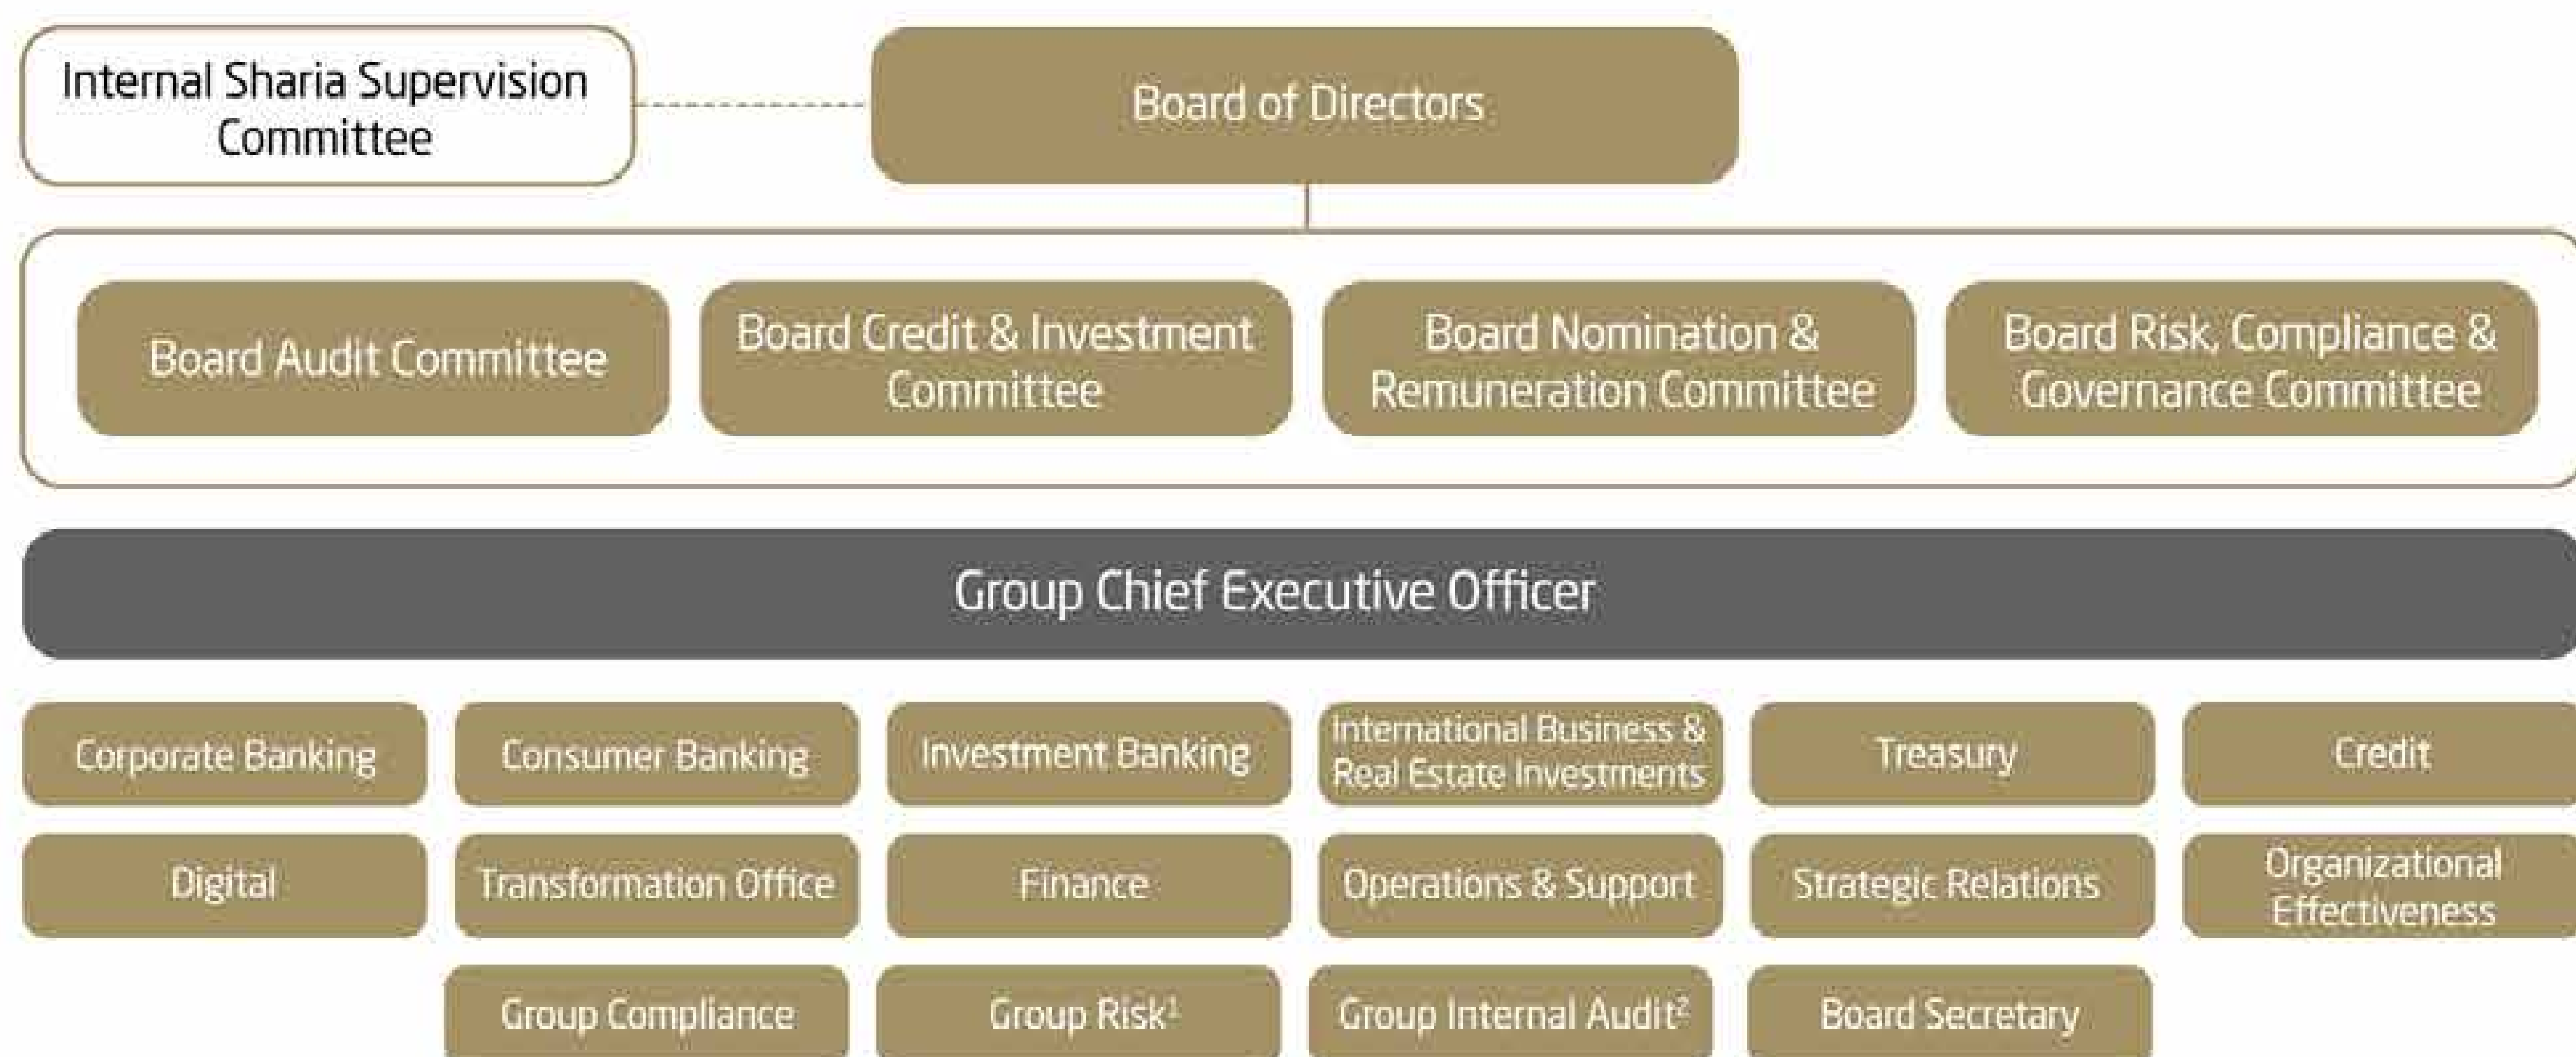 Internal Sharia Supervision
Committee
Board of Directors
Board Audit Committee
Board Credit & Investment
Committee
Board Nomination &
Remuneration Committee
Board Risk, Compliance &
Governance Committee
Group Chief Executive Officer
Corporate Banking
Consumer Banking
Investment Banking
International Business &
Real Estate Investments
Treasury
Credit
Digital
Transformation Office
Finance
Operations & Support
Strategic Relations
Organizational
Effectiveness
Group Compliance
Group Risk¹
Group Internal Audit²
Board Secretary